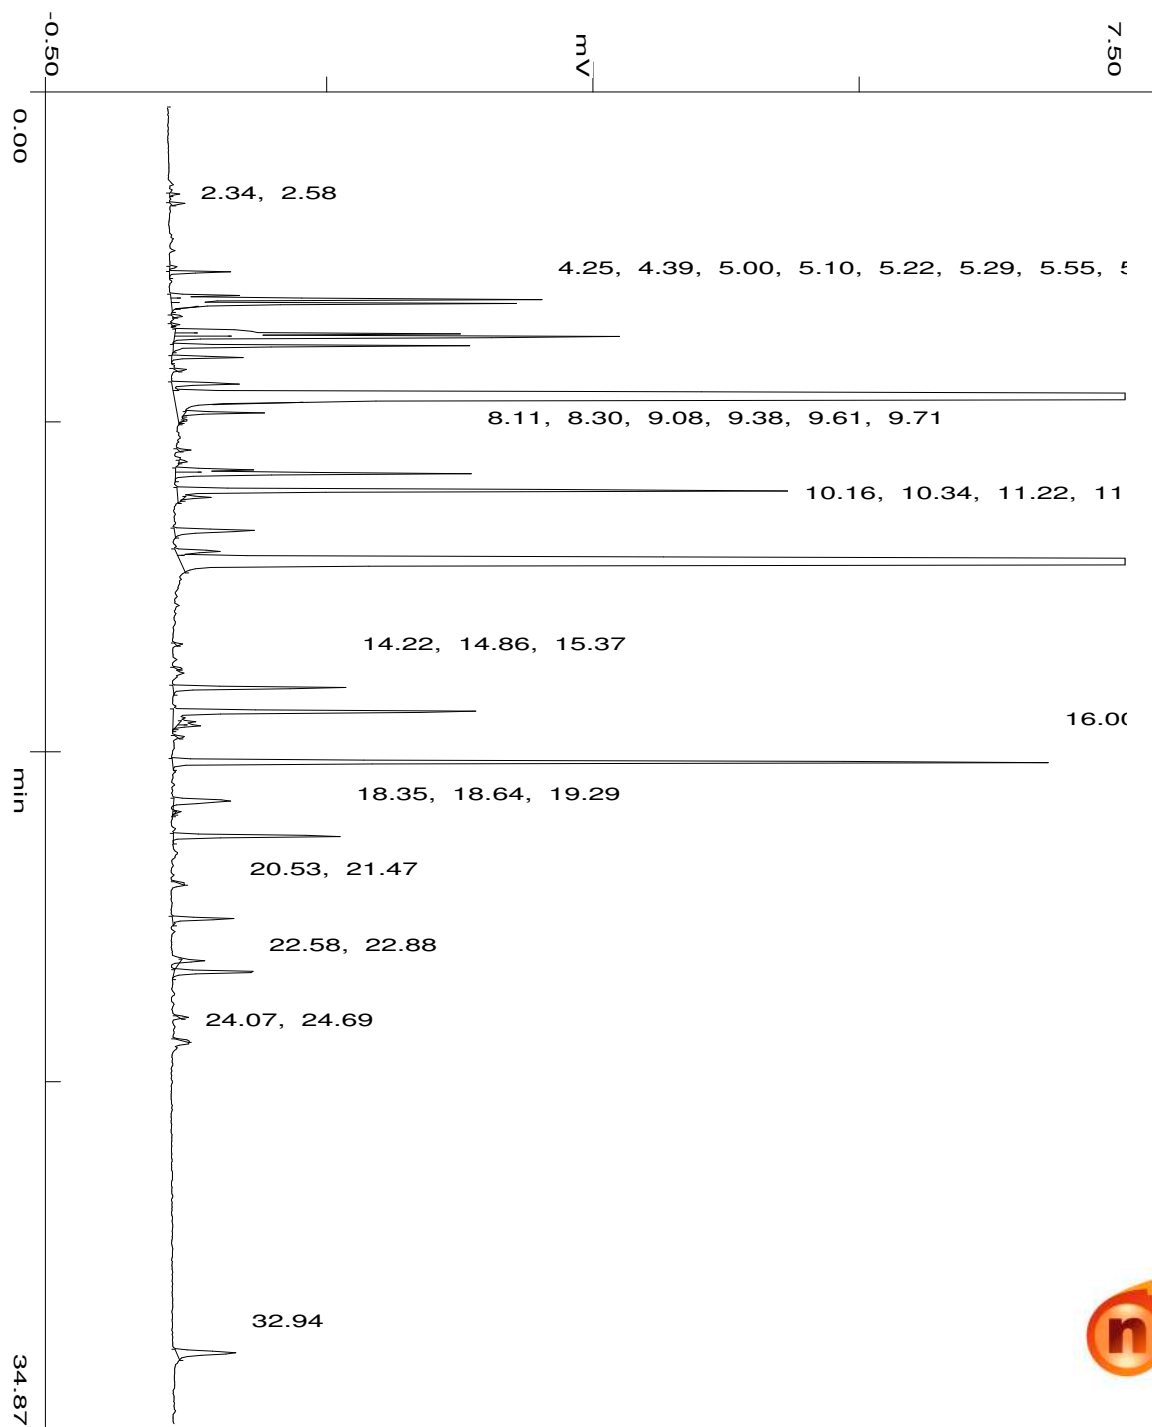 -0.50
mV
7.50
0.00
2.34, 2.58
4.25, 4.39, 5.00, 5.10, 5.22, 5.29, 5.55,
8.11, 8.30, 9.08, 9.38, 9.61, 9.71
10.16, 10.34, 11.22, 11
14.22, 14.86, 15.37
16.00
min
18.35, 18.64, 19.29
20.53, 21.47
22.58, 22.88
24.07, 24.69
32.94
n
34.87